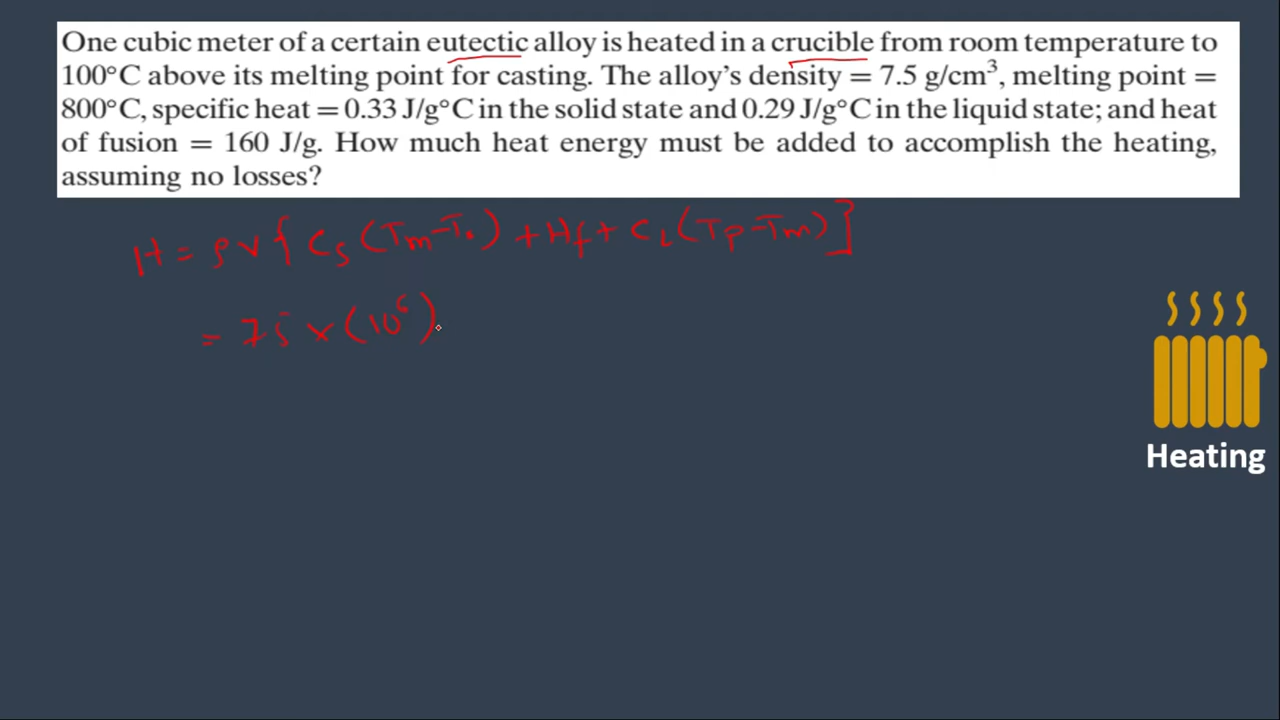 One cubic meter of a certain eutectic alloy is heated in a crucible from room temperature to
100°C above its melting point for casting. The alloy's density = 7.5 g/cm³, melting point =
800°C, specific heat = 0.33 J/g°C in the solid state and 0.29 J/g°C in the liquid state; and heat
of fusion = 160 J/g. How much heat energy must be added to accomplish the heating,
assuming no losses?
H = ρV{Cs(Tm-T₀)+Hf+CL(Tp-Tm)]
= 75 × (10⁶)
Heating